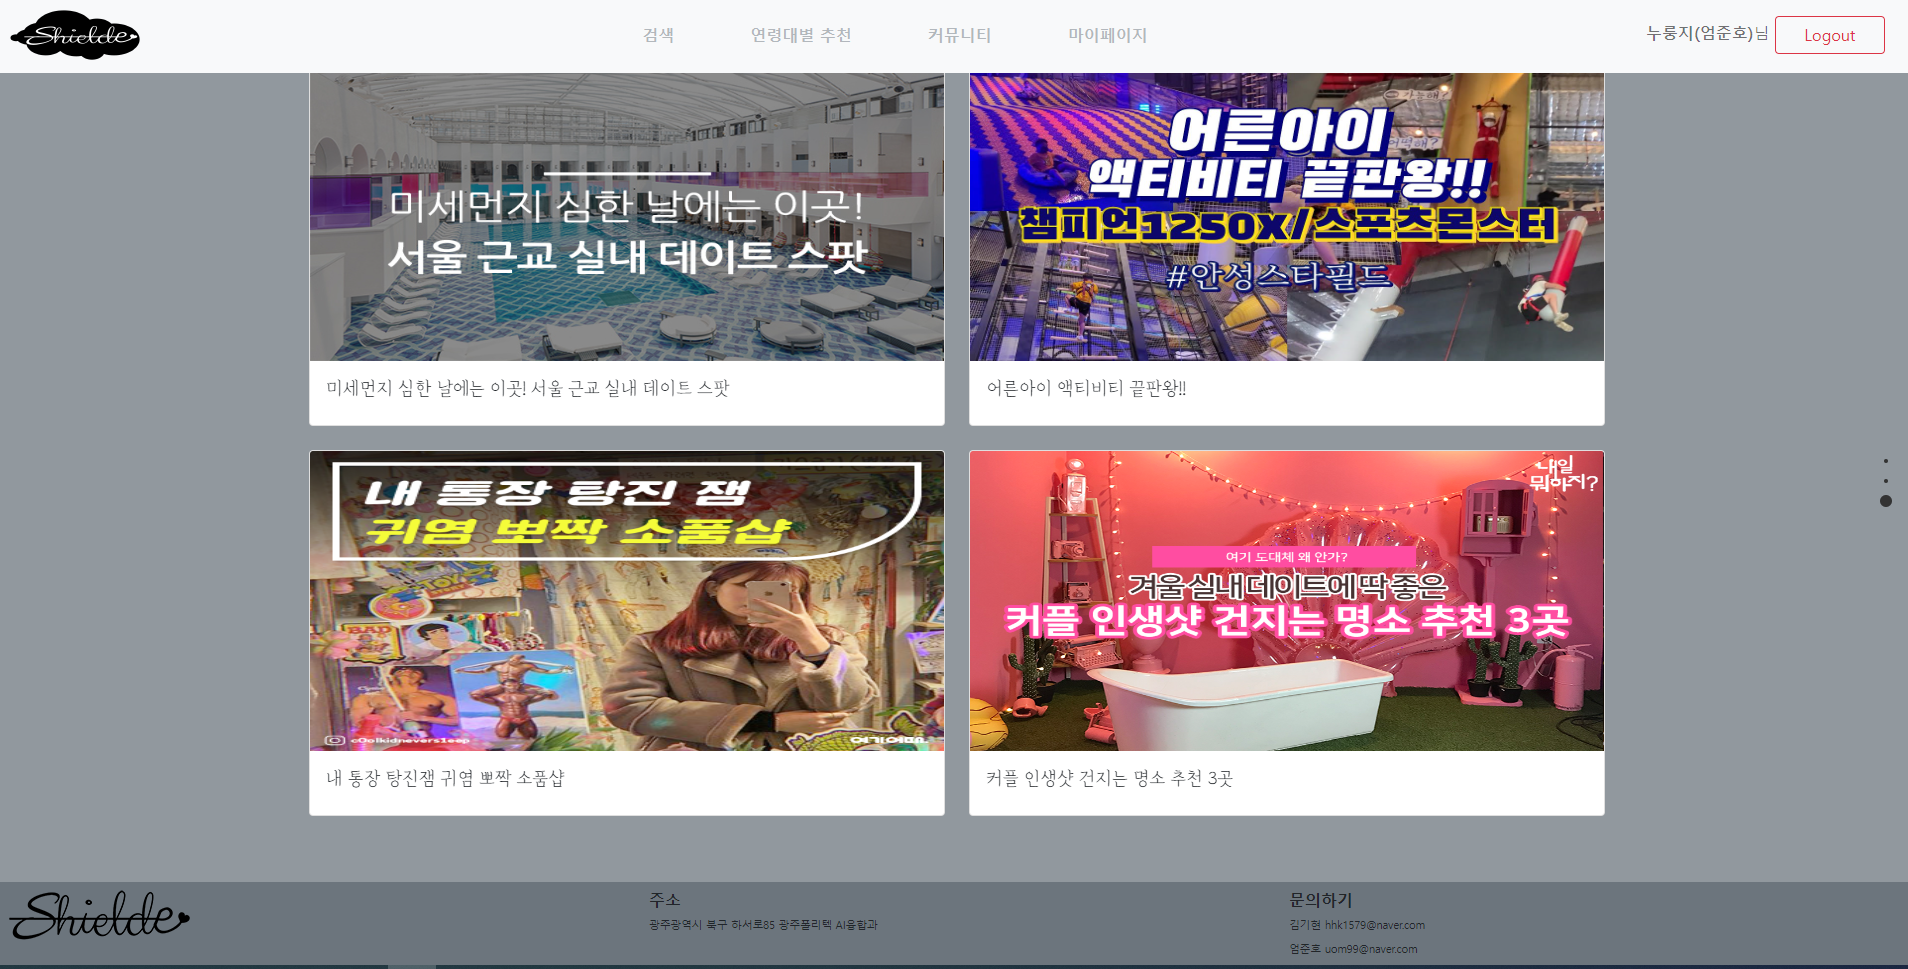 Shielde
검색
연령대별 추천
커뮤니티
마이페이지
누룽지(엄준호)님
Logout
미세먼지 심한 날에는 이곳!
서울 근교 실내 데이트 스팟
미세먼지 심한 날에는 이곳! 서울 근교 실내 데이트 스팟
어른아이
액티비티 끝판왕!!
챔피언1250X/스포츠몬스터
#안성스타필드
어른아이 액티비티 끝판왕!!
내 통장 탕진 잼
귀염 뽀짝 소품샵
BAD
TOY
c0olkidnevers1eep
여기어때
내 통장 탕진잼 귀염 뽀짝 소품샵
내일
뭐하지?
여기 도대체 왜 안가?
겨울 실내 데이트에 딱 좋은
커플 인생샷 건지는 명소 추천 3곳
커플 인생샷 건지는 명소 추천 3곳
Shielde
주소
광주광역시 북구 하서로85 광주폴리텍 AI융합과
문의하기
김기현 hhk1579@naver.com
엄준호 uom99@naver.com